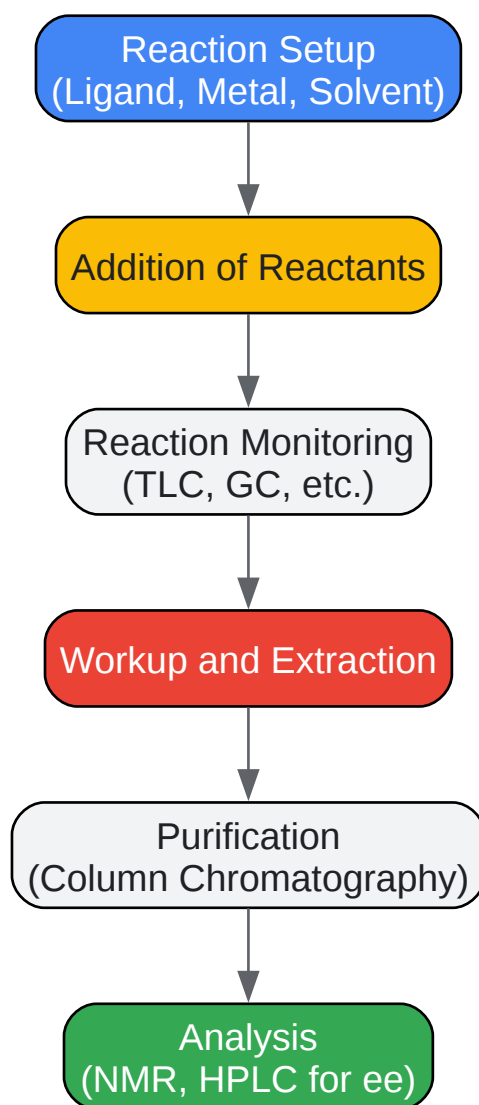 Reaction Setup
(Ligand, Metal, Solvent)
Addition of Reactants
Reaction Monitoring
(TLC, GC, etc.)
Workup and Extraction
Purification
(Column Chromatography)
Analysis
(NMR, HPLC for ee)